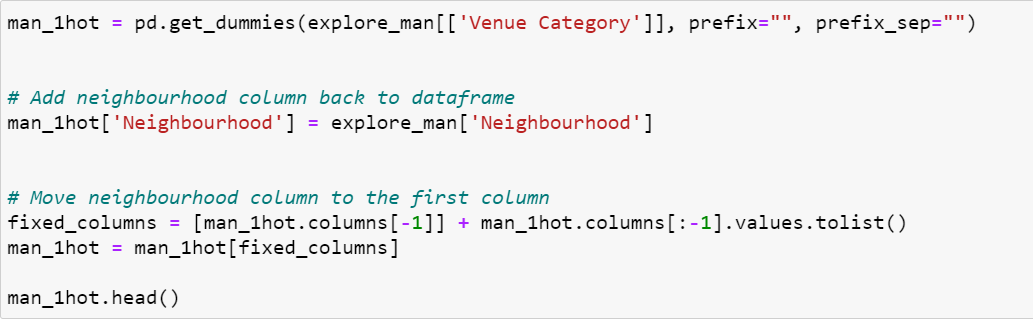 man_1hot = pd.get_dummies(explore_man[['Venue Category']], prefix="", prefix_sep="")
# Add neighbourhood column back to dataframe
man_1hot['Neighbourhood'] = explore_man['Neighbourhood']
# Move neighbourhood column to the first column
fixed_columns = [man_1hot.columns[-1]] + man_1hot.columns[:-1].values.tolist()
man_1hot = man_1hot[fixed_columns]
man_1hot.head()